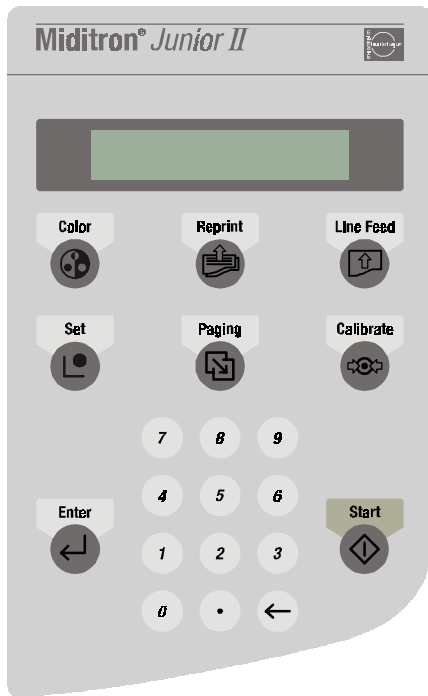 Miditron® Junior II
Color Reprint Line Feed
Set Paging Calibrate
7 8 9
4 5 6
Enter Start
1 2 3
0 .